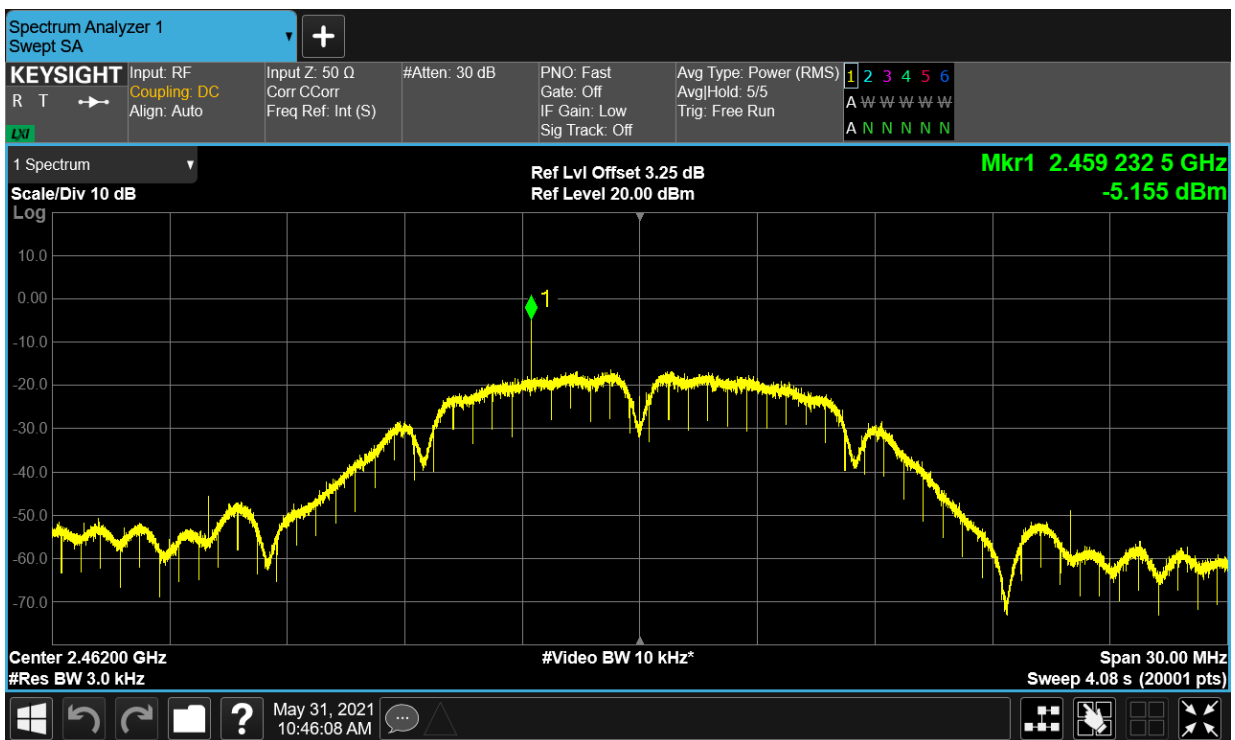 Spectrum Analyzer 1
Swept SA
KEYSIGHT
R T
LXI
Input: RF
Coupling: DC
Align: Auto
Input Z: 50 Ω
Corr CCorr
Freq Ref: Int (S)
#Atten: 30 dB
PNO: Fast
Gate: Off
IF Gain: Low
Sig Track: Off
Avg Type: Power (RMS)
Avg|Hold: 5/5
Trig: Free Run
1 2 3 4 5 6
A W W W W W
A N N N N N
1 Spectrum
Scale/Div 10 dB
Log
Ref Lvl Offset 3.25 dB
Ref Level 20.00 dBm
Mkr1 2.459 232 5 GHz
-5.155 dBm
10.0
0.00
1
-10.0
-20.0
-30.0
-40.0
-50.0
-60.0
-70.0
Center 2.46200 GHz
#Res BW 3.0 kHz
#Video BW 10 kHz*
Span 30.00 MHz
Sweep 4.08 s (20001 pts)
?
May 31, 2021
10:46:08 AM